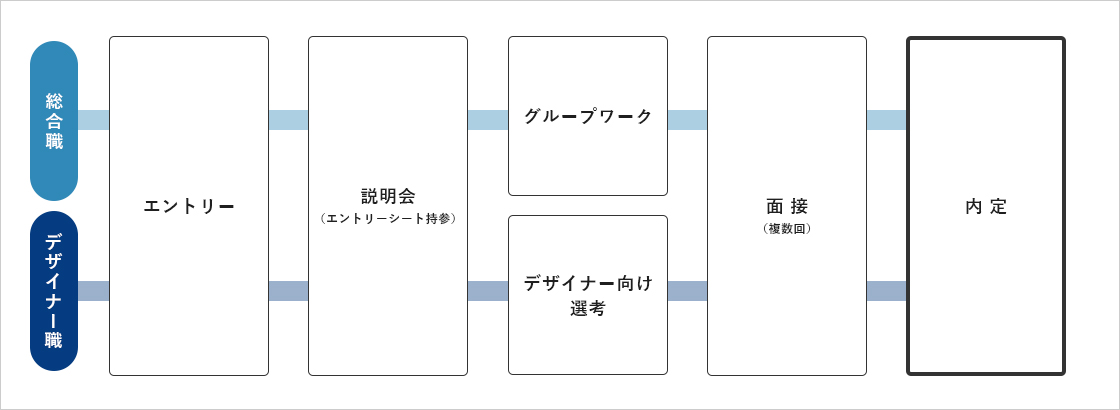 総合職
デザイナー職
エントリー
説明会
（エントリーシート持参）
グループワーク
デザイナー向け
選考
面 接
（複数回）
内 定